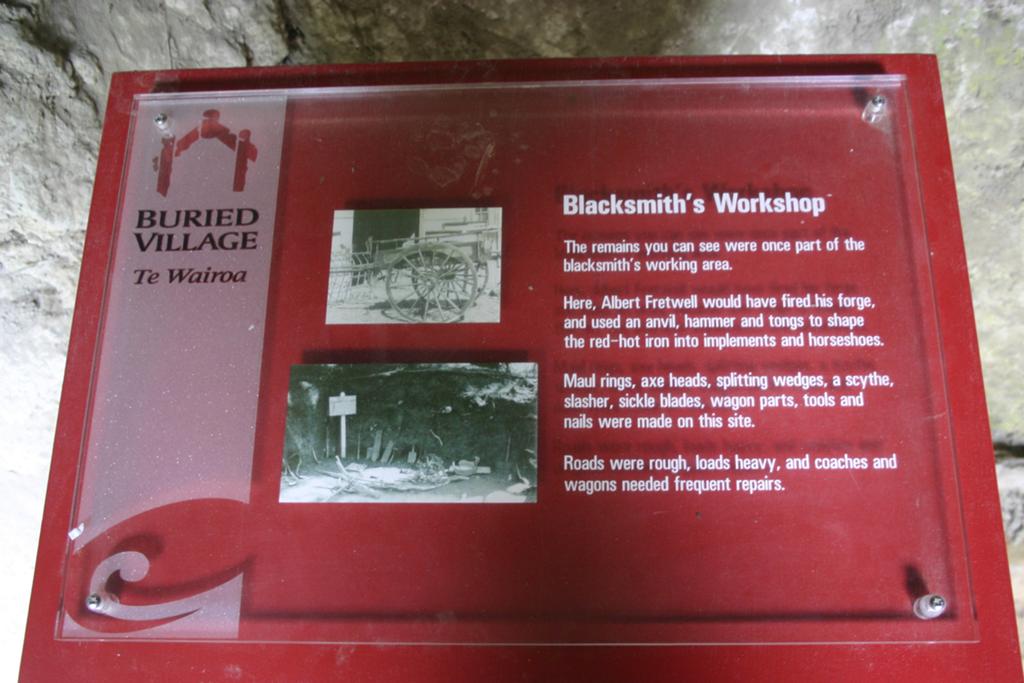 BURIED
VILLAGE
Te Wairoa
Blacksmith's Workshop
The remains you can see were once part of the
blacksmith's working area.
Here, Albert Fretwell would have fired his forge,
and used an anvil, hammer and tongs to shape
the red-hot iron into implements and horseshoes.
Maul rings, axe heads, splitting wedges, a scythe,
slasher, sickle blades, wagon parts, tools and
nails were made on this site.
Roads were rough, loads heavy, and coaches and
wagons needed frequent repairs.